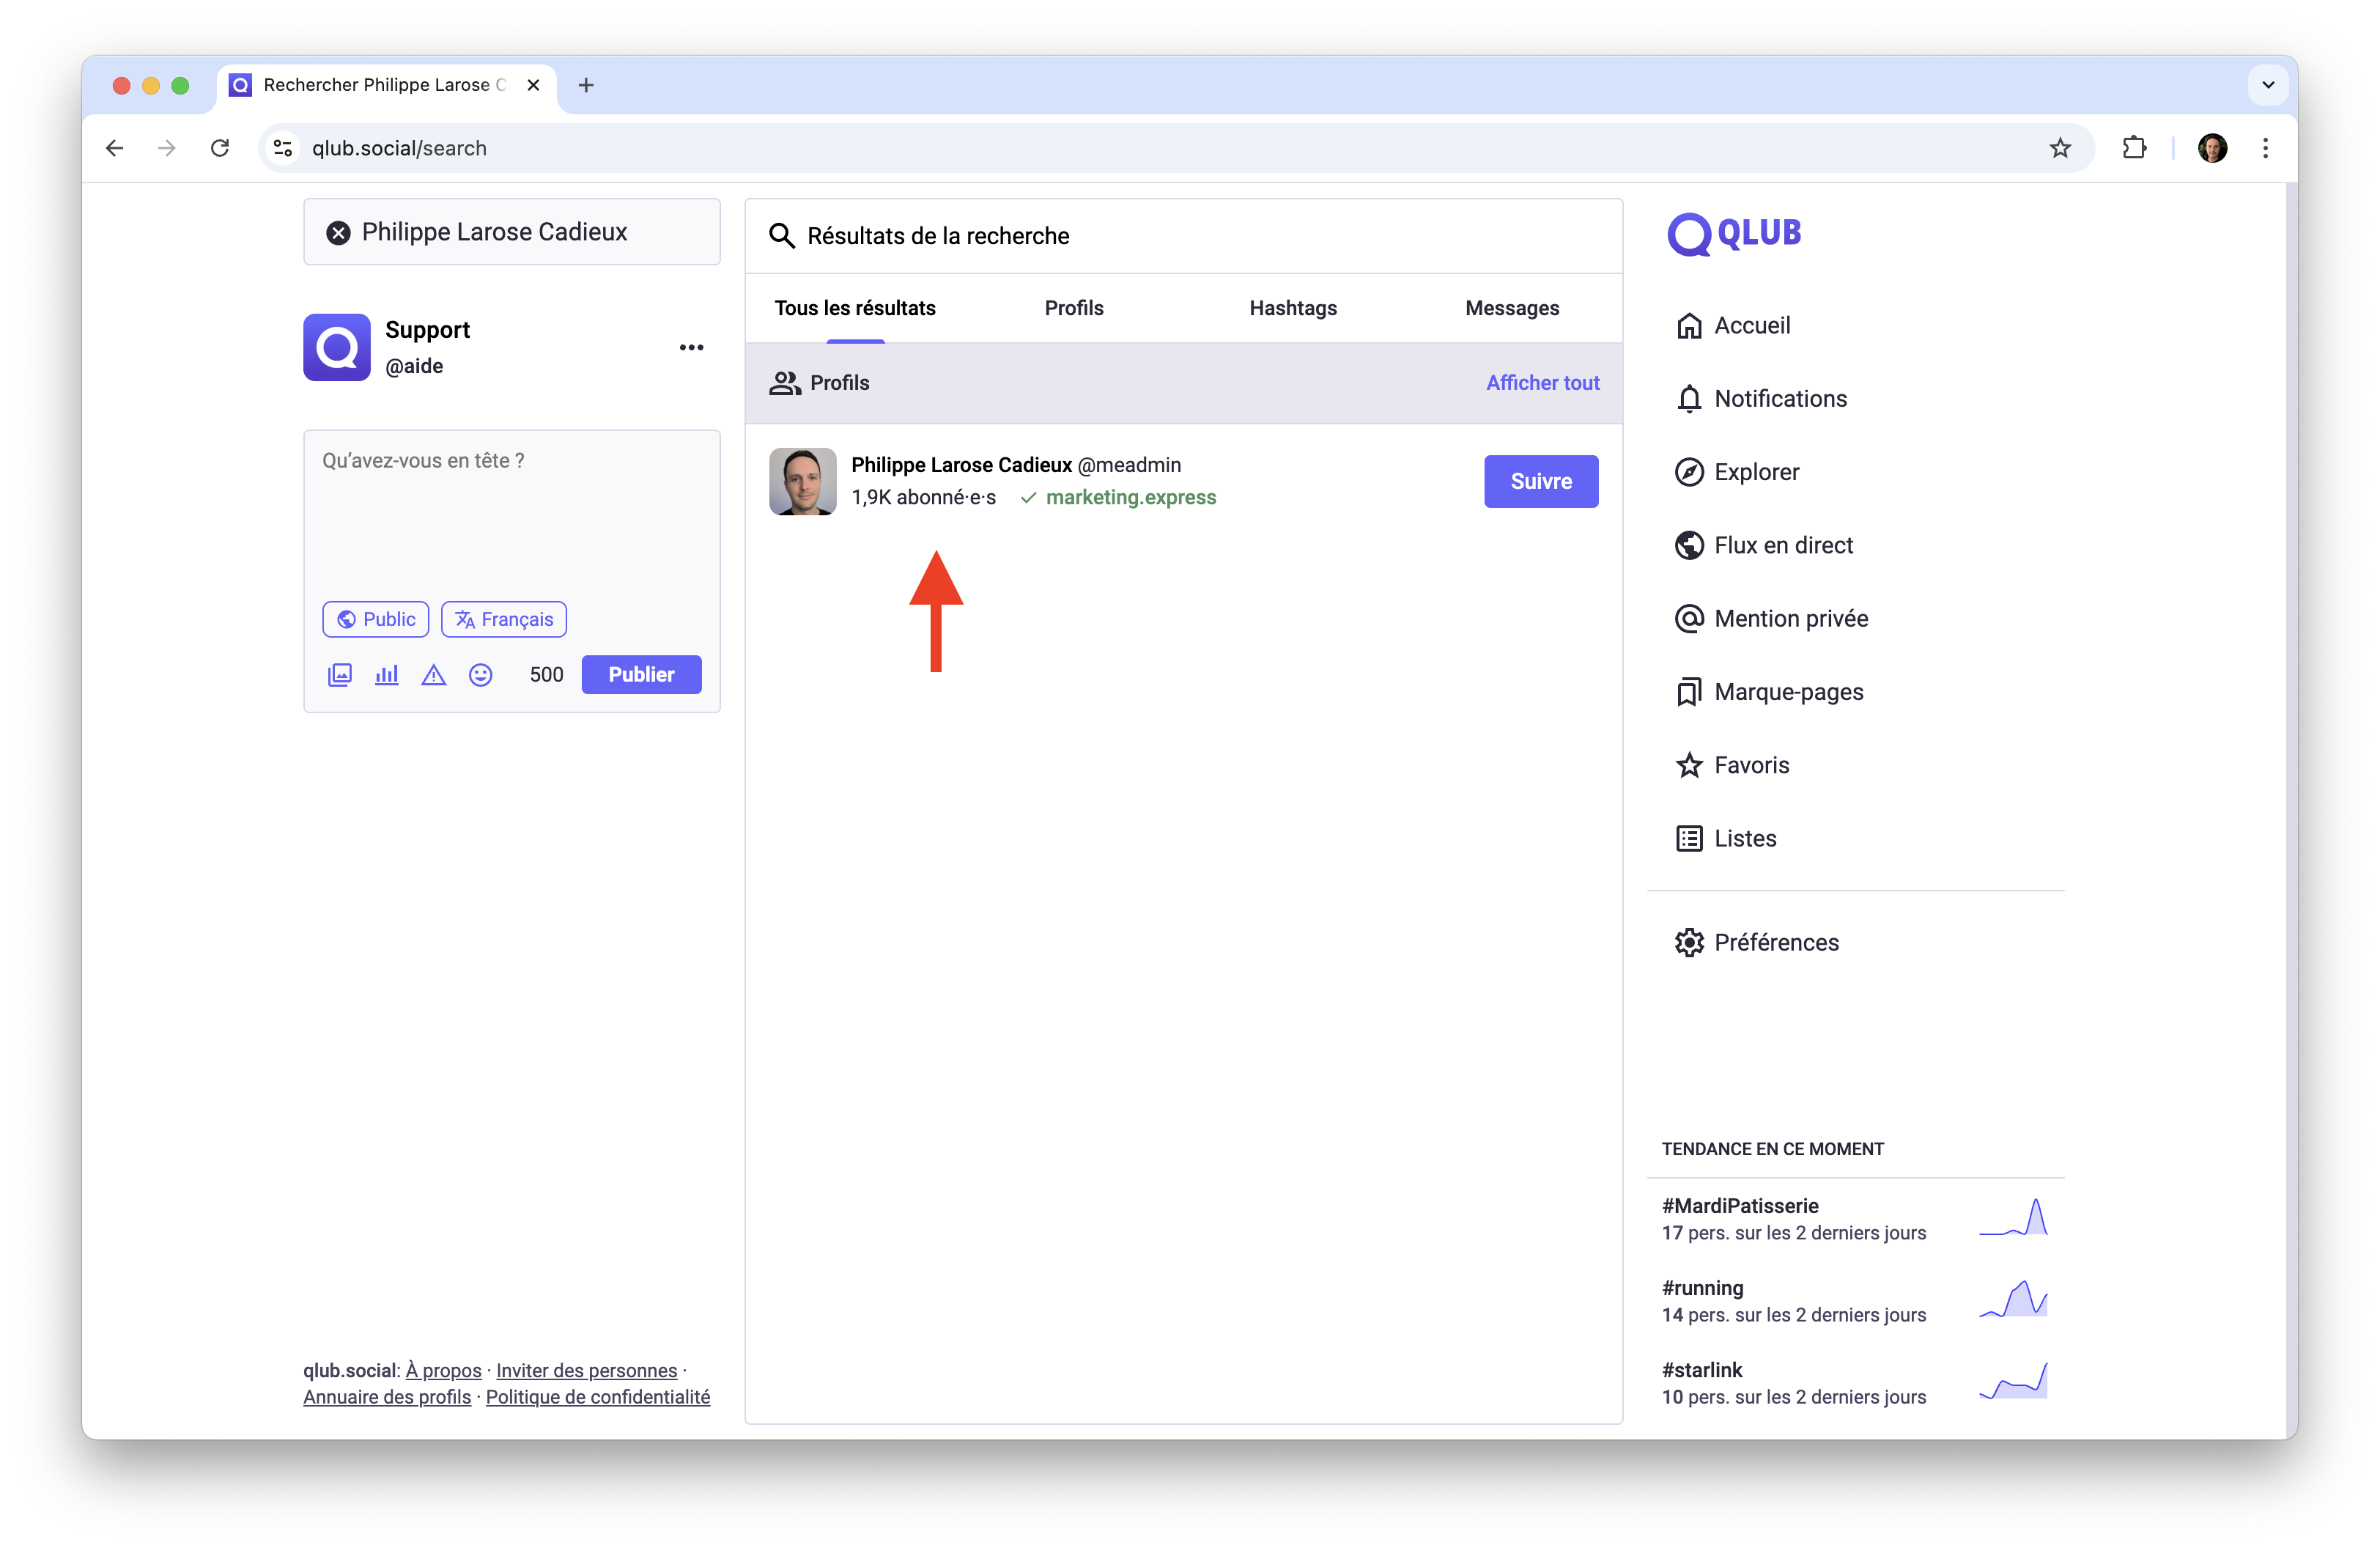 Rechercher Philippe Larose C
qlub.social/search
Philippe Larose Cadieux
Support
@aide
Qu’avez-vous en tête ?
Public
Français
500
Publier
qlub.social: À propos · Inviter des personnes ·
Annuaire des profils · Politique de confidentialité
Résultats de la recherche
Tous les résultats
Profils
Hashtags
Messages
Profils
Afficher tout
Philippe Larose Cadieux @meadmin
1,9K abonné·e·s ✓ marketing.express
Suivre
QLUB
Accueil
Notifications
Explorer
Flux en direct
Mention privée
Marque-pages
Favoris
Listes
Préférences
TENDANCE EN CE MOMENT
#MardiPatisserie
17 pers. sur les 2 derniers jours
#running
14 pers. sur les 2 derniers jours
#starlink
10 pers. sur les 2 derniers jours